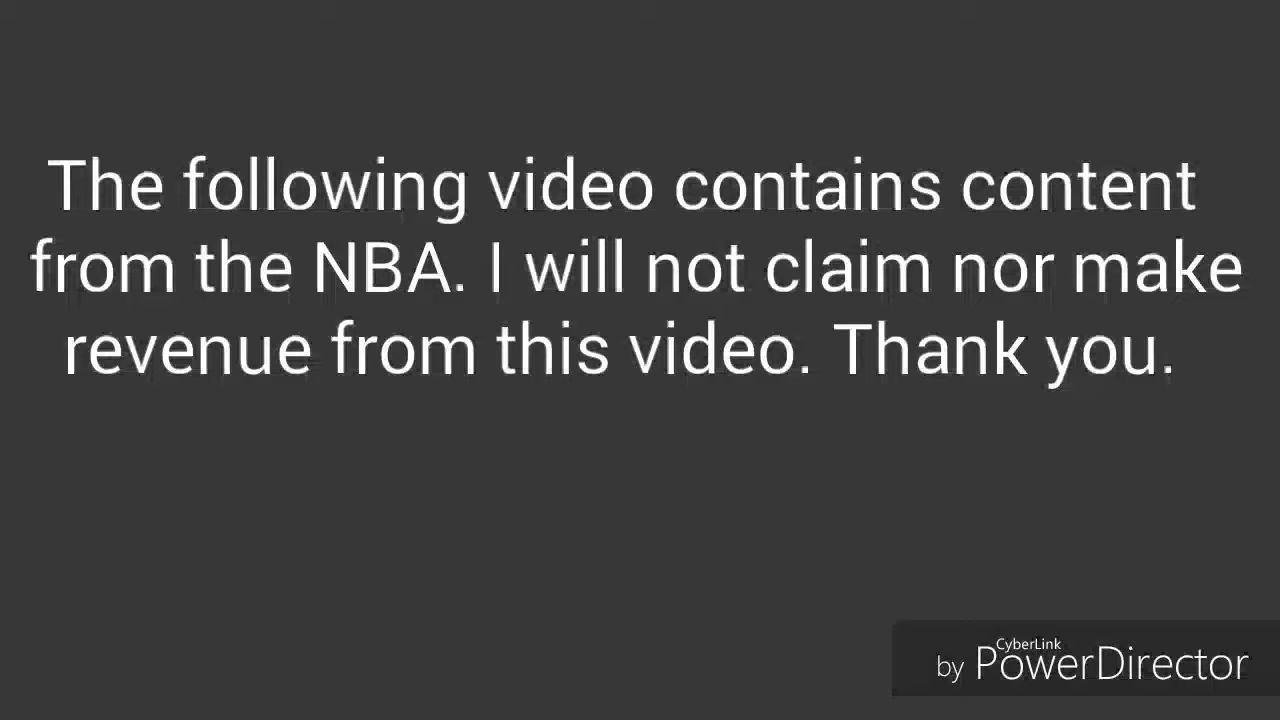 The following video contains content
from the NBA. I will not claim nor make
revenue from this video. Thank you.
CyberLink
by PowerDirector